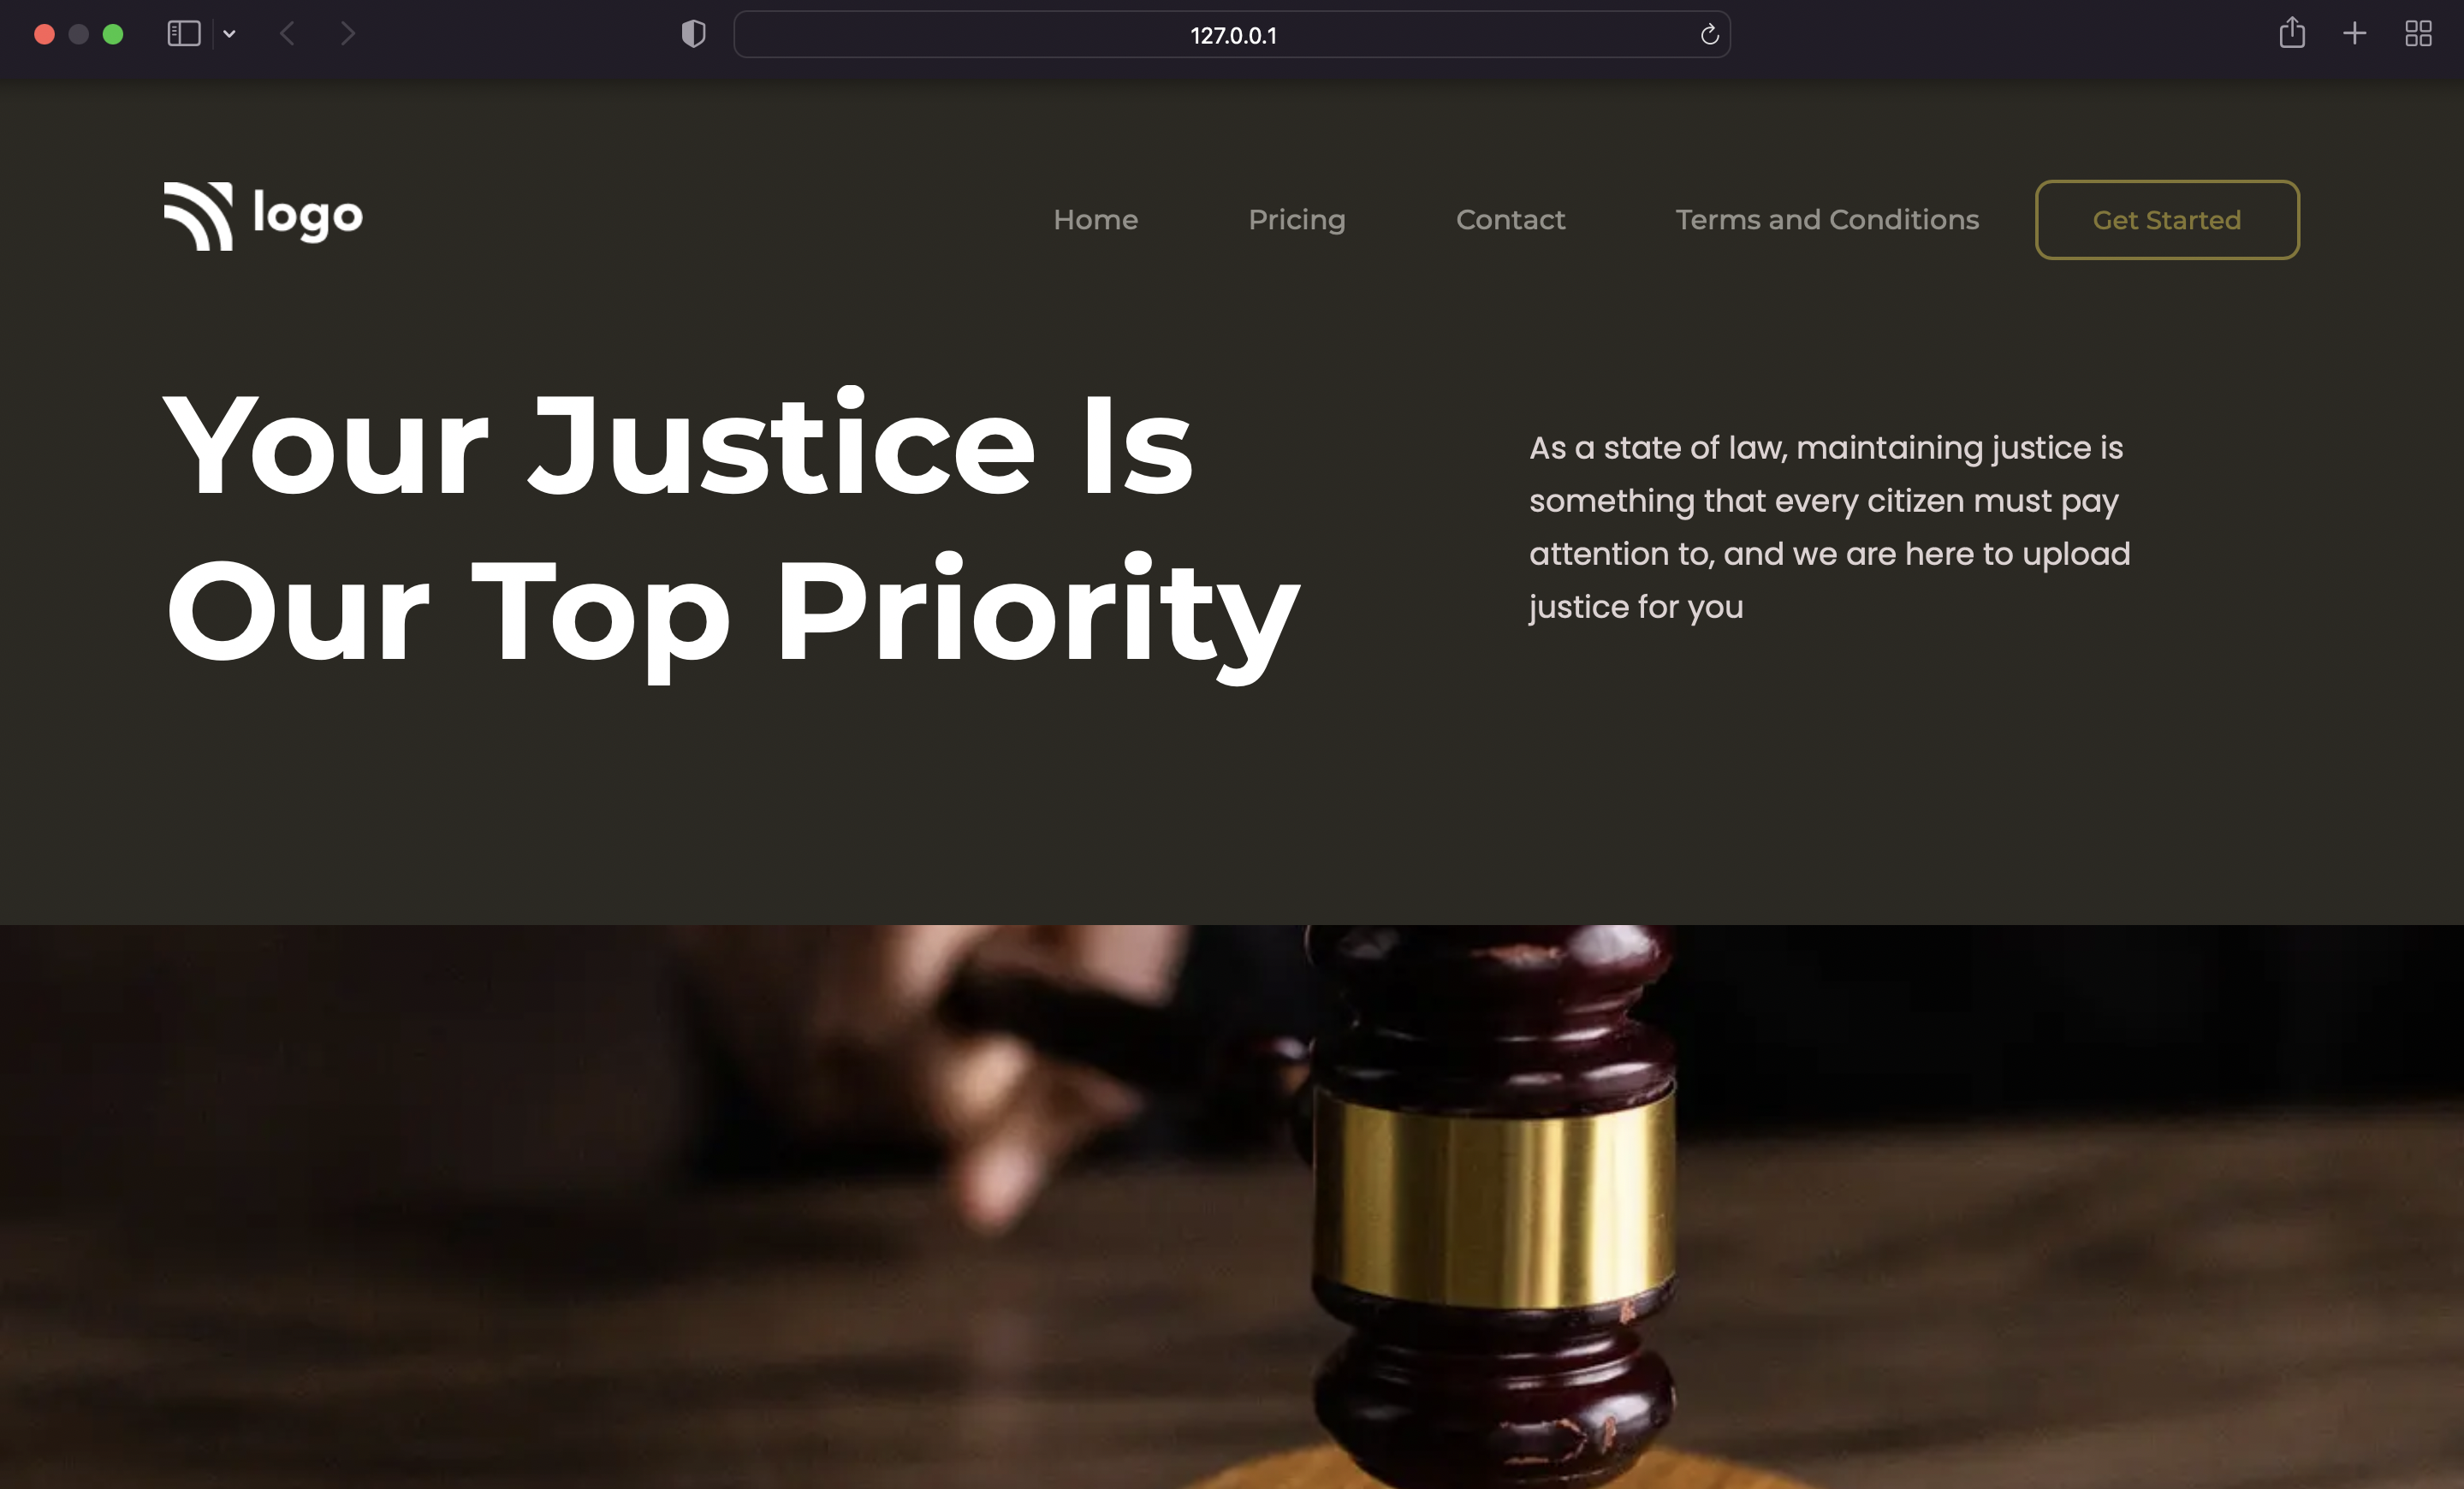 127.0.0.1
logo
Home Pricing Contact Terms and Conditions Get Started
Your Justice Is
Our Top Priority
As a state of law, maintaining justice is
something that every citizen must pay
attention to, and we are here to upload
justice for you